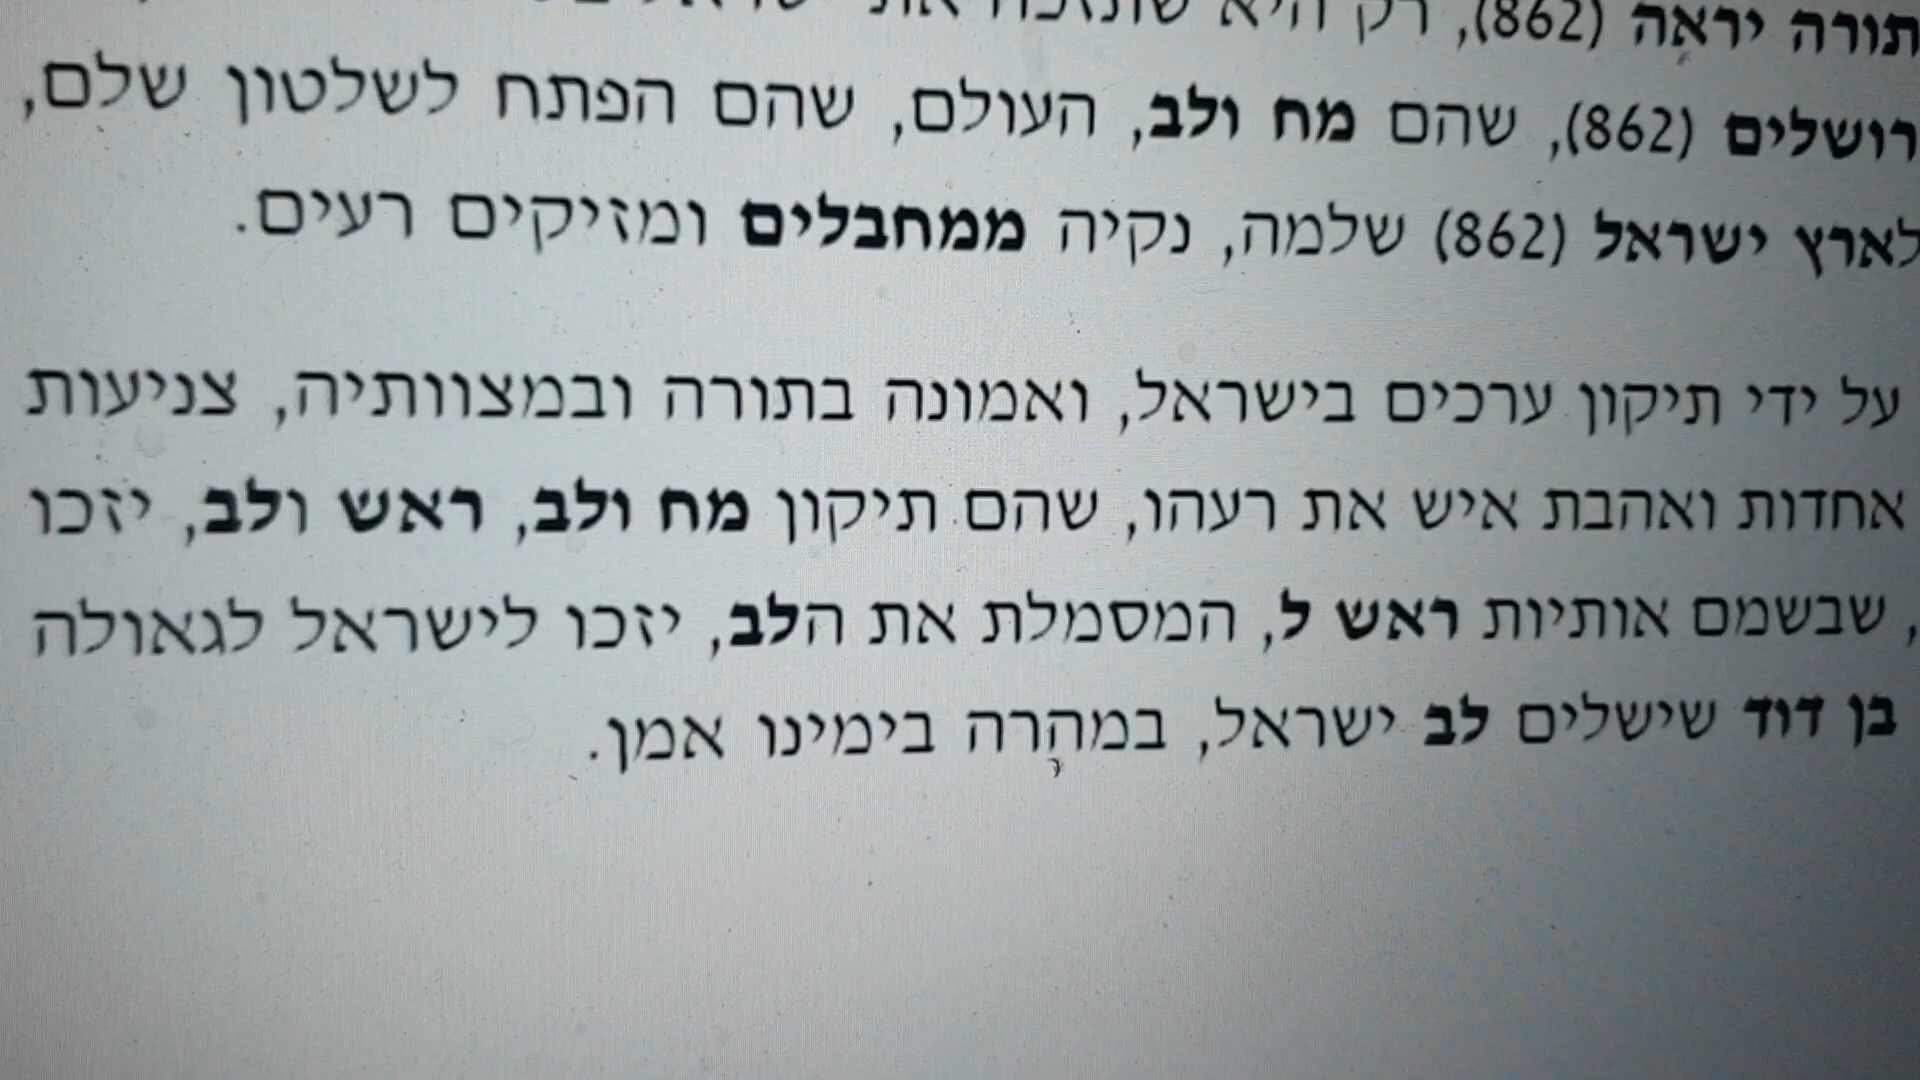 תורה יראה (862), רק היא
רושלים (862), שהם מח ולב, העולם, שהם הפתח לשלטון שלם,
לארץ ישראל (862) שלמה, נקיה ממחבלים ומזיקים רעים.
על ידי תיקון ערכים בישראל, ואמונה בתורה ובמצוותיה, צניעות
אחדות ואהבת איש את רעהו, שהם תיקון מח ולב, ראש ולב, יזכו
, שבשמם אותיות ראש ל, המסמלת את הלב, יזכו לישראל לגאולה
בן דוד שישלים לב ישראל, במהרה בימינו אמן.